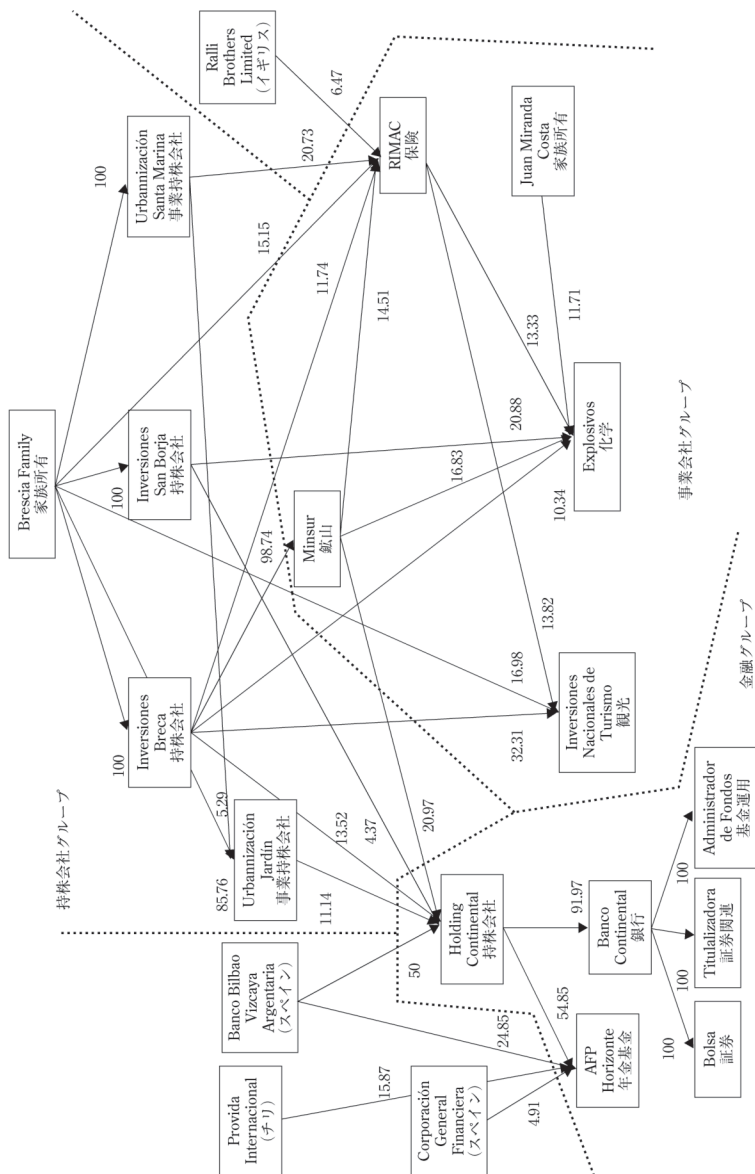 持株会社グループ
Brescia Family
家族所有
100
100
100
Inversiones
Breca
持株会社
Inversiones
San Borja
持株会社
Urbannización
Santa Marina
事業持株会社
Ralli
Brothers
Limited
（イギリス）
Provida
Internacional
（チリ）
Banco Bilbao
Vizcaya
Argentaria
（スペイン）
85.76
5.29
Urbannización
Jardín
事業持株会社
98.74
15.15
20.73
6.47
Minsur
鉱山
11.74
14.51
RIMAC
保険
11.14
13.52
4.37
15.87
50
Corporación
General
Financiera
（スペイン）
Holding
Continental
持株会社
20.97
24.85
4.91
54.85
91.97
AFP
Horizonte
年金基金
Banco
Continental
銀行
32.31
16.98
13.82
Inversiones
Nacionales de
Turismo
観光
10.34
16.83
20.88
13.33
11.71
Explosivos
化学
Juan Miranda
Costa
家族所有
100
100
100
Bolsa
証券
Titulalizadora
証券関連
Administrador
de Fondos
基金運用
金融グループ
事業会社グループ